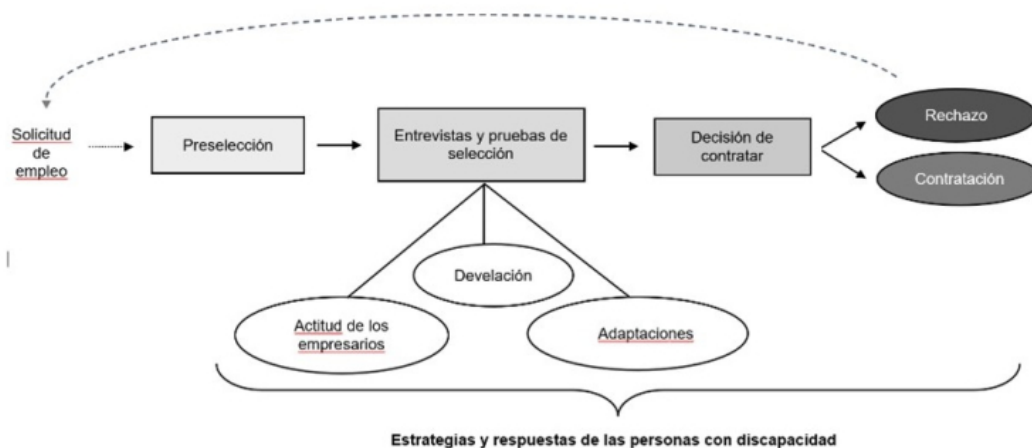 Solicitud
de
empleo
Preselección
Entrevistas y pruebas de
selección
Decisión de
contratar
Rechazo
Contratación
Develación
Actitud de los
empresarios
Adaptaciones
Estrategias y respuestas de las personas con discapacidad